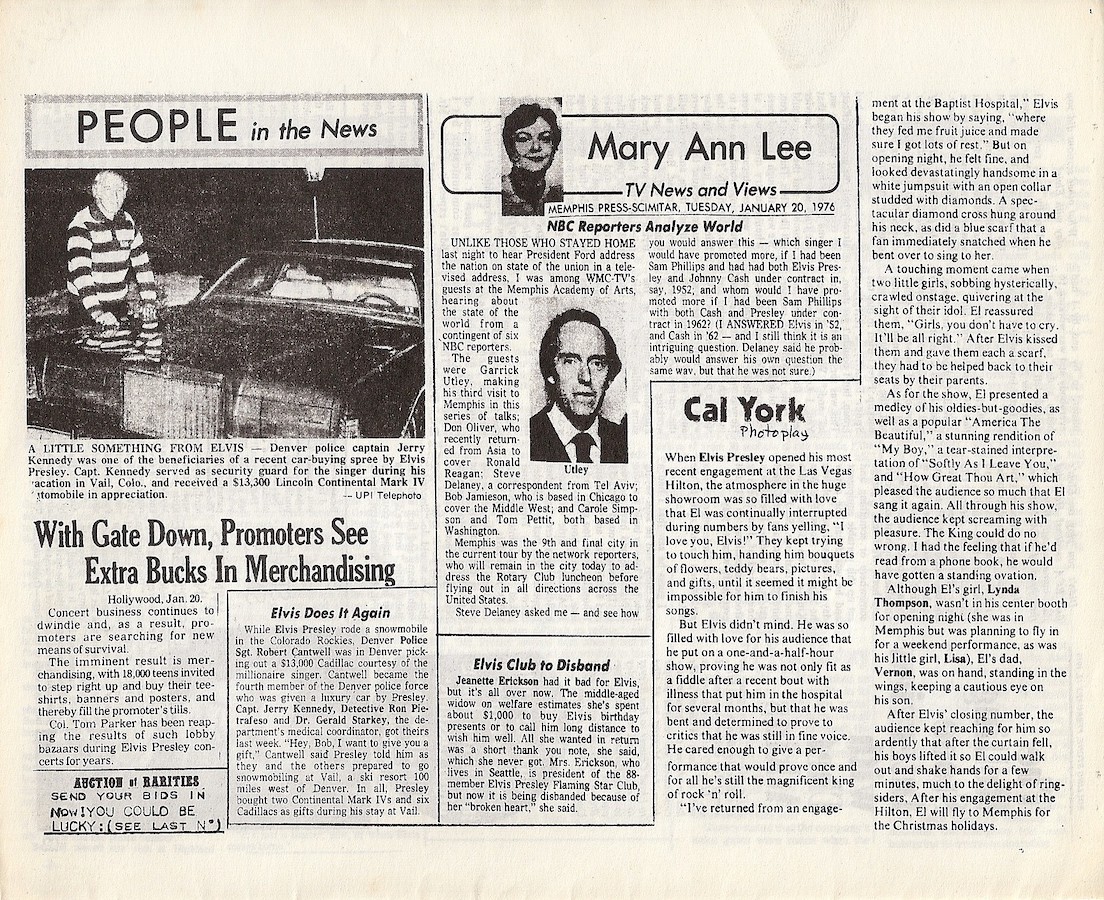 PEOPLE in the News
A LITTLE SOMETHING FROM ELVIS — Denver police captain Jerry
Kennedy was one of the beneficiaries of a recent car-buying spree by Elvis
Presley. Capt. Kennedy served as security guard for the singer during his
vacation in Vail, Colo., and received a $13,300 Lincoln Continental Mark IV
automobile in appreciation.
-- UPI Telephoto
With Gate Down, Promoters See
Extra Bucks In Merchandising
Hollywood, Jan. 20.
Concert business continues to
dwindle and, as a result, pro-
moters are searching for new
means of survival.
The imminent result is mer-
chandising, with 18,000 teens invited
to step right up and buy their tee-
shirts, banners and posters, and
thereby fill the promoter's tills.
Col. Tom Parker has been reap-
ing the results of such lobby
bazaars during Elvis Presley con-
certs for years.
AUCTION of RARITIES
SEND YOUR BIDS IN
NOW! YOU COULD BE
LUCKY: (SEE LAST N°)
Elvis Does It Again
While Elvis Presley rode a snowmobile
in the Colorado Rockies, Denver Police
Sgt. Robert Cantwell was in Denver pick-
ing out a $13,000 Cadillac courtesy of the
millionaire singer. Cantwell became the
fourth member of the Denver police force
who was given a luxury car by Presley.
Capt. Jerry Kennedy, Detective Ron Pie-
trafeso and Dr. Gerald Starkey, the de-
partment's medical coordinator, got theirs
last week. "Hey, Bob, I want to give you a
gift," Cantwell said Presley told him as
they and the others prepared to go
snowmobiling at Vail, a ski resort 100
miles west of Denver. In all, Presley
bought two Continental Mark IVs and six
Cadillacs as gifts during his stay at Vail.
Mary Ann Lee
TV News and Views
MEMPHIS PRESS-SCIMITAR, TUESDAY, JANUARY 20, 1976
NBC Reporters Analyze World
UNLIKE THOSE WHO STAYED HOME
last night to hear President Ford address
the nation on state of the union in a tele-
vised address, I was among WMC-TV's
guests at the Memphis Academy of Arts,
hearing about
the state of the
world from a
contingent of six
NBC reporters.
The guests
were Garrick
Utley, making
his third visit to
Memphis in this
series of talks;
Don Oliver, who
recently return-
ed from Asia to
cover Ronald
Reagan; Steve
Utley
Delaney, a correspondent from Tel Aviv;
Bob Jamieson, who is based in Chicago to
cover the Middle West; and Carole Simp-
son and Tom Pettit, both based in
Washington.
Memphis was the 9th and final city in
the current tour by the network reporters,
who will remain in the city today to ad-
dress the Rotary Club luncheon before
flying out in all directions across the
United States.
Steve Delaney asked me — and see how
you would answer this — which singer I
would have promoted more, if I had been
Sam Phillips and had had both Elvis Pres-
ley and Johnny Cash under contract in,
say, 1952, and whom would I have pro-
moted more if I had been Sam Phillips
with both Cash and Presley under con-
tract in 1962? (I ANSWERED Elvis in '52,
and Cash in '62 — and I still think it is an
intriguing question. Delaney said he prob-
ably would answer his own question the
same way, but that he was not sure.)
Elvis Club to Disband
Jeanette Erickson had it bad for Elvis,
but it's all over now. The middle-aged
widow on welfare estimates she's spent
about $1,000 to buy Elvis birthday
presents or to call him long distance to
wish him well. All she wanted in return
was a short thank you note, she said,
which she never got. Mrs. Erickson, who
lives in Seattle, is president of the 88-
member Elvis Presley Flaming Star Club,
but now it is being disbanded because of
her "broken heart," she said.
Cal York
Photoplay
When Elvis Presley opened his most
recent engagement at the Las Vegas
Hilton, the atmosphere in the huge
showroom was so filled with love
that El was continually interrupted
during numbers by fans yelling, "I
love you, Elvis!" They kept trying
to touch him, handing him bouquets
of flowers, teddy bears, pictures,
and gifts, until it seemed it might be
impossible for him to finish his
songs.
But Elvis didn't mind. He was so
filled with love for his audience that
he put on a one-and-a-half-hour
show, proving he was not only fit as
a fiddle after a recent bout with
illness that put him in the hospital
for several months, but that he was
bent and determined to prove to
critics that he was still in fine voice.
He cared enough to give a per-
formance that would prove once and
for all he's still the magnificent king
of rock 'n' roll.
"I've returned from an engage-
ment at the Baptist Hospital," Elvis
began his show by saying, "where
they fed me fruit juice and made
sure I got lots of rest." But on
opening night, he felt fine, and
looked devastatingly handsome in a
white jumpsuit with an open collar
studded with diamonds. A spec-
tacular diamond cross hung around
his neck, as did a blue scarf that a
fan immediately snatched when he
bent over to sing to her.
A touching moment came when
two little girls, sobbing hysterically,
crawled onstage, quivering at the
sight of their idol. El reassured
them, "Girls, you don't have to cry.
It'll be all right." After Elvis kissed
them and gave them each a scarf,
they had to be helped back to their
seats by their parents.
As for the show, El presented a
medley of his oldies-but-goodies, as
well as a popular "America The
Beautiful," a stunning rendition of
"My Boy," a tear-stained interpre-
tation of "Softly As I Leave You,"
and "How Great Thou Art," which
pleased the audience so much that El
sang it again. All through his show,
the audience kept screaming with
pleasure. The King could do no
wrong. I had the feeling that if he'd
read from a phone book, he would
have gotten a standing ovation.
Although El's girl, Lynda
Thompson, wasn't in his center booth
for opening night (she was in
Memphis but was planning to fly in
for a weekend performance, as was
his little girl, Lisa), El's dad,
Vernon, was on hand, standing in the
wings, keeping a cautious eye on
his son.
After Elvis' closing number, the
audience kept reaching for him so
ardently that after the curtain fell,
his boys lifted it so El could walk
out and shake hands for a few
minutes, much to the delight of ring-
siders, After his engagement at the
Hilton, El will fly to Memphis for
the Christmas holidays.